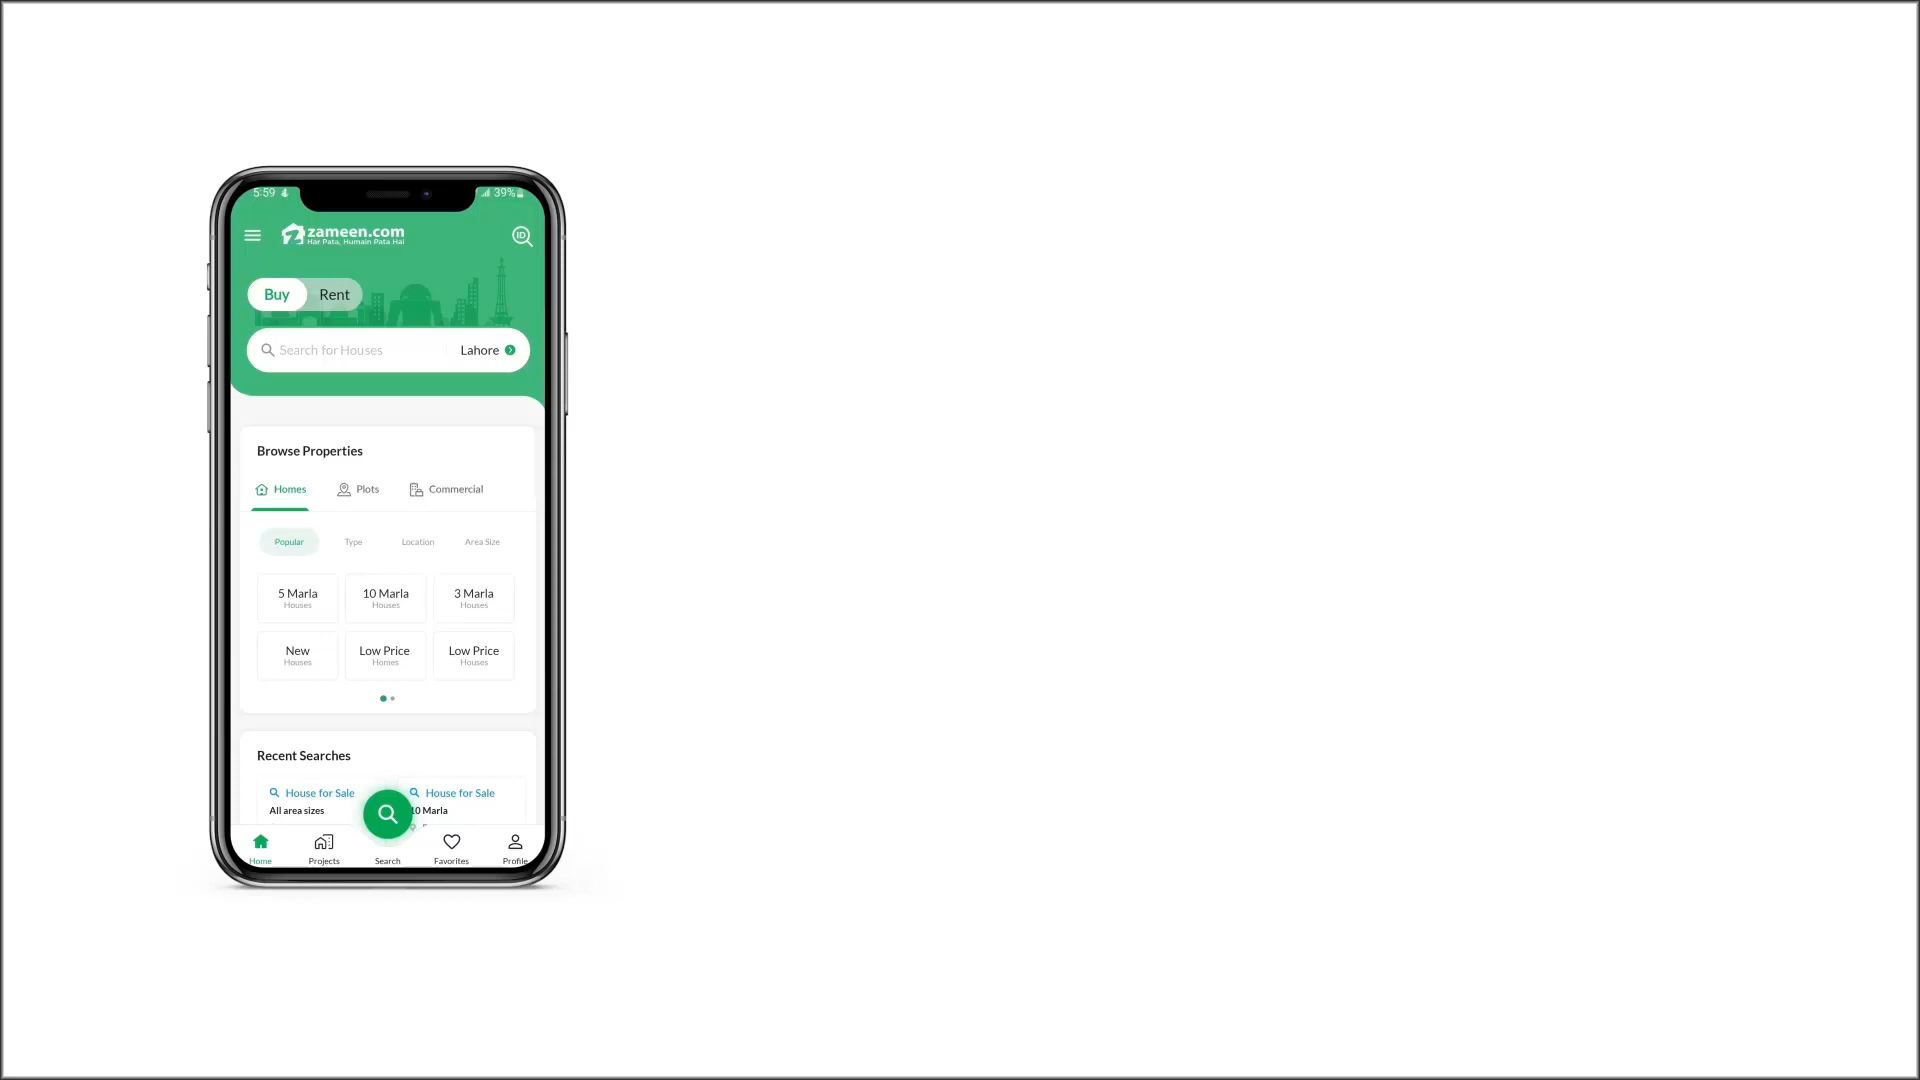 5:59
39%
zameen.com
Har Pata, Humain Pata Hai
ID
Buy Rent
Search for Houses Lahore
Browse Properties
Homes Plots Commercial
Popular Type Location Area Size
5 Marla 10 Marla 3 Marla
Houses Houses Houses
New Low Price Low Price
Houses Homes Houses
Recent Searches
House for Sale House for Sale
All area sizes 10 Marla
Home Projects Search Favorites Profile